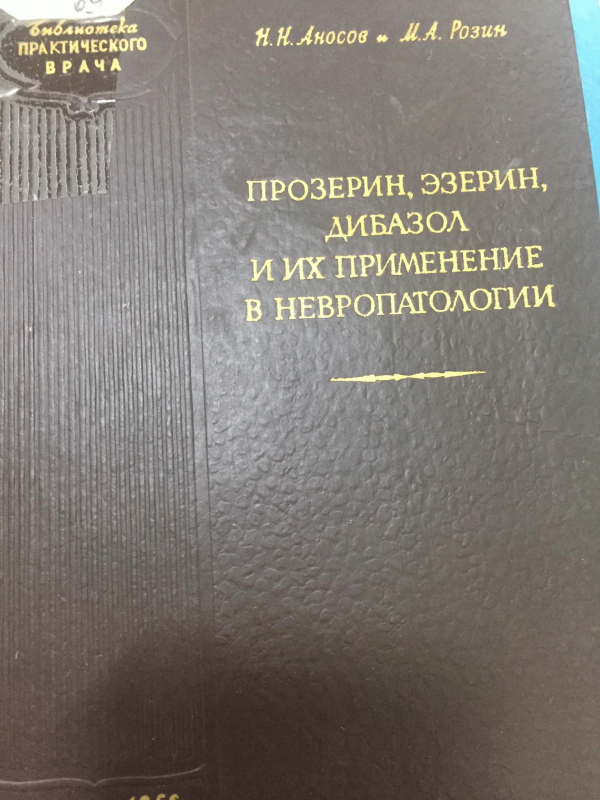 Библиотека
ПРАКТИЧЕСКОГО
ВРАЧА
Н.Н. Аносов и М.А. Розин
ПРОЗЕРИН, ЭЗЕРИН,
ДИБАЗОЛ
И ИХ ПРИМЕНЕНИЕ
В НЕВРОПАТОЛОГИИ